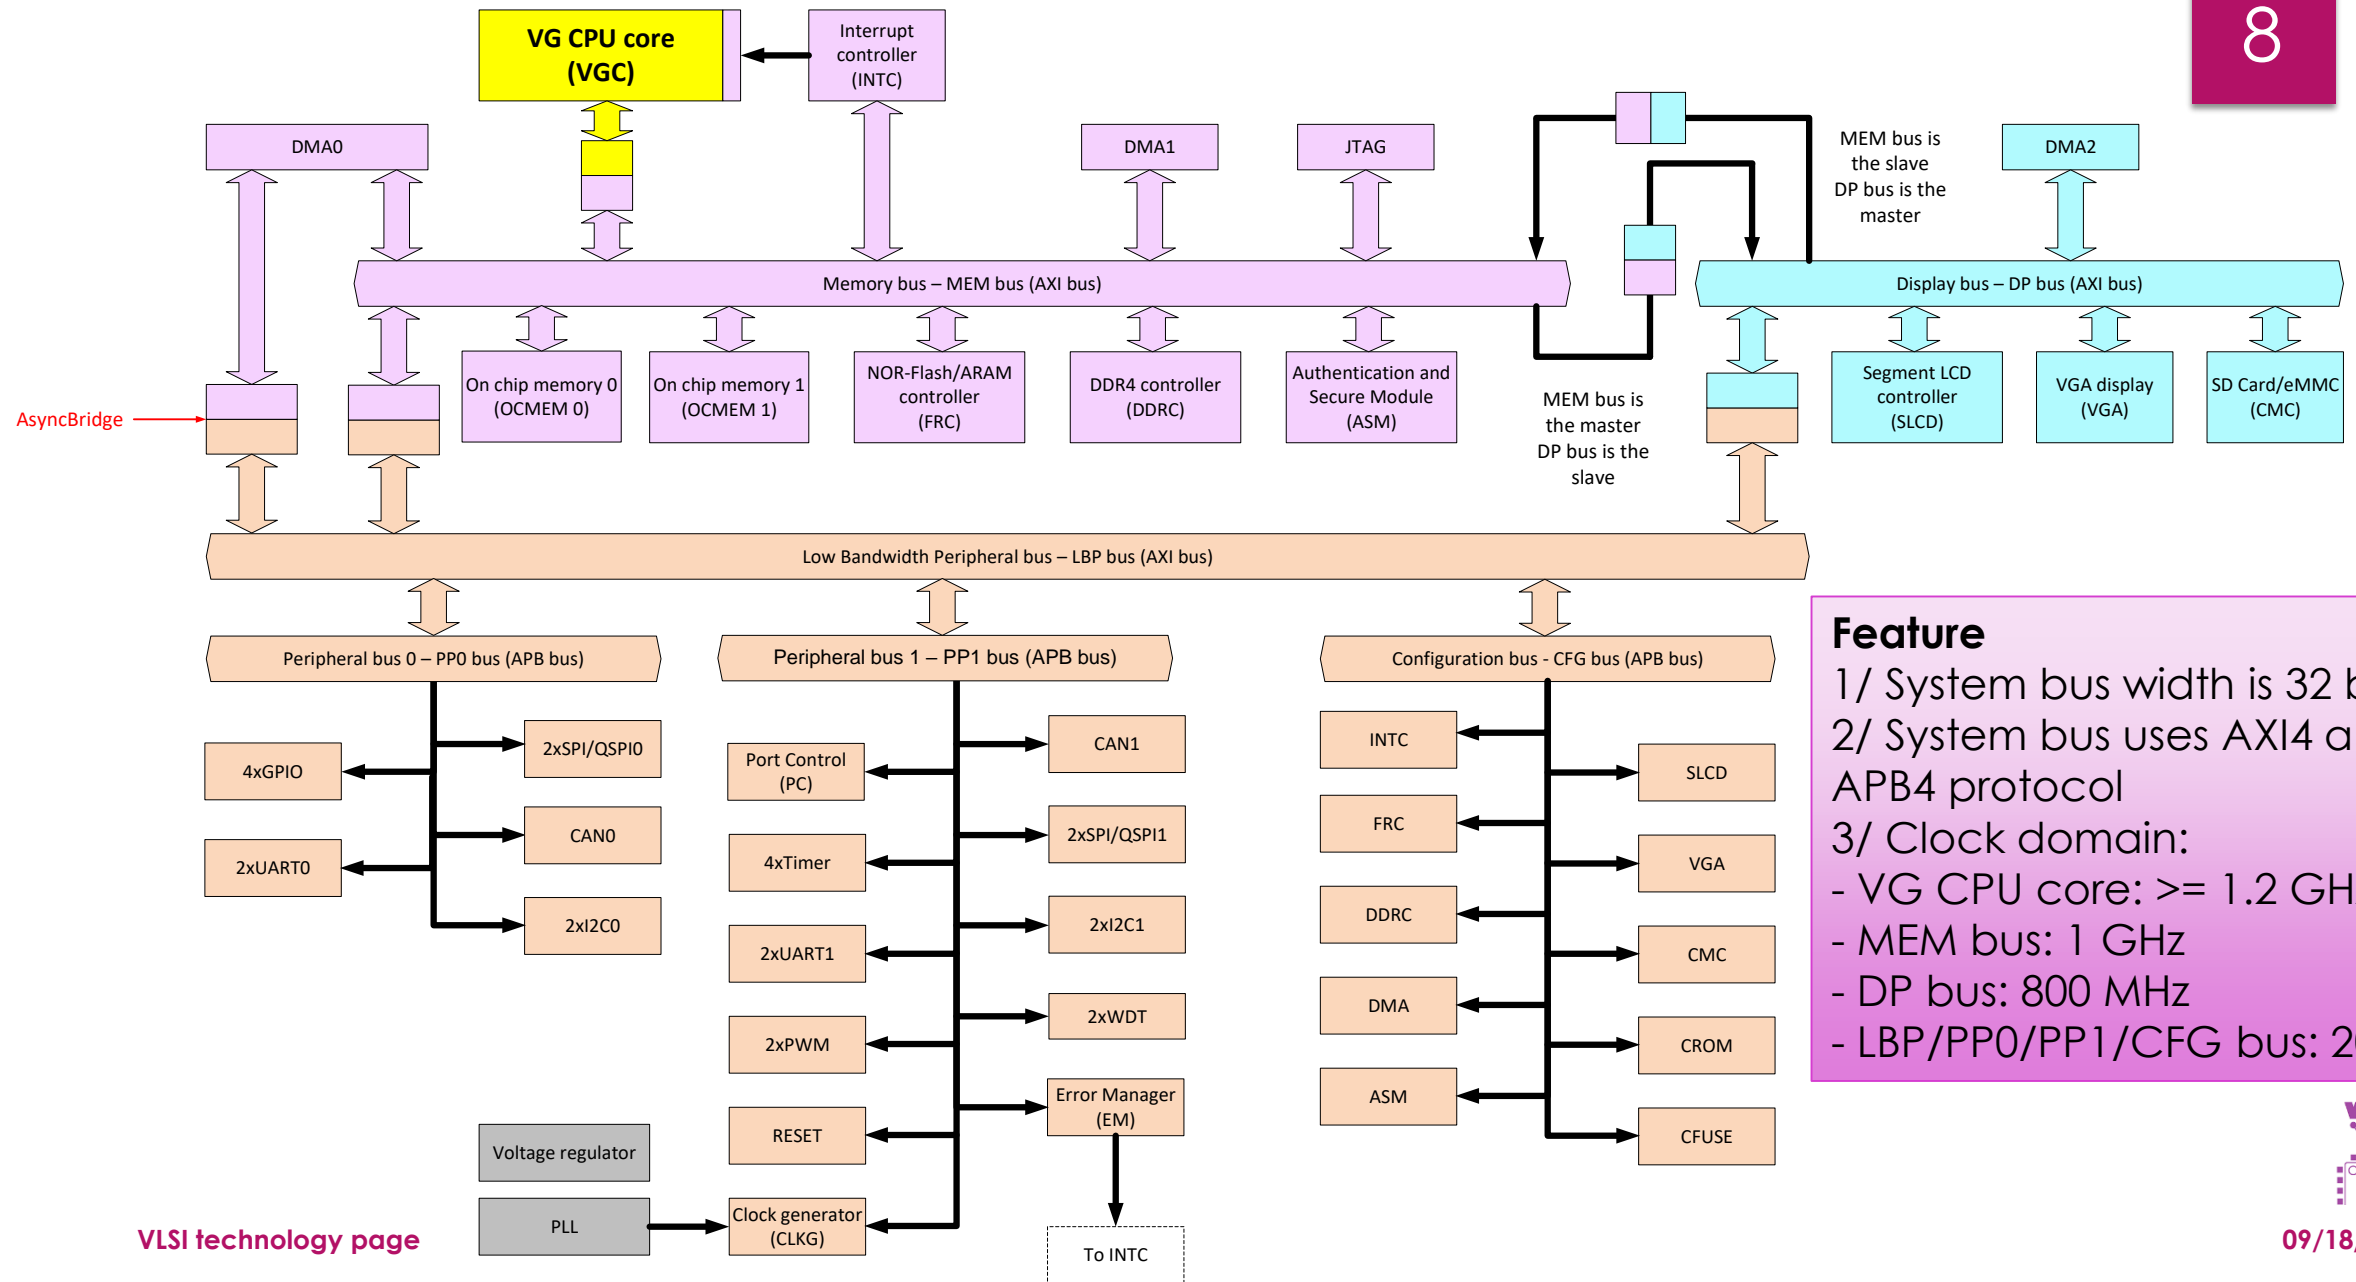 8
VG CPU core
(VGC)
Interrupt
controller
(INTC)
DMA0
DMA1
JTAG
MEM bus is
the slave
DP bus is the
master
DMA2
Memory bus – MEM bus (AXI bus)
Display bus – DP bus (AXI bus)
AsyncBridge
On chip memory 0
(OCMEM 0)
On chip memory 1
(OCMEM 1)
NOR-Flash/ARAM
controller
(FRC)
DDR4 controller
(DDRC)
Authentication and
Secure Module
(ASM)
MEM bus is
the master
DP bus is the
slave
Segment LCD
controller
(SLCD)
VGA display
(VGA)
SD Card/eMMC
(CMC)
Low Bandwidth Peripheral bus – LBP bus (AXI bus)
Peripheral bus 0 – PP0 bus (APB bus)
Peripheral bus 1 – PP1 bus (APB bus)
Configuration bus - CFG bus (APB bus)
4xGPIO
2xUART0
2xSPI/QSPI0
CAN0
2xI2C0
Port Control
(PC)
4xTimer
2xUART1
2xPWM
RESET
Clock generator
(CLKG)
CAN1
2xSPI/QSPI1
2xI2C1
2xWDT
Error Manager
(EM)
To INTC
Voltage regulator
PLL
INTC
FRC
DDRC
DMA
ASM
SLCD
VGA
CMC
CROM
CFUSE
Feature
1/ System bus width is 32
2/ System bus uses AXI4
APB4 protocol
3/ Clock domain:
- VG CPU core: >= 1.2
- MEM bus: 1 GHz
- DP bus: 800 MHz
- LBP/PP0/PP1/CFG bus:
VLSI technology page
09/18/